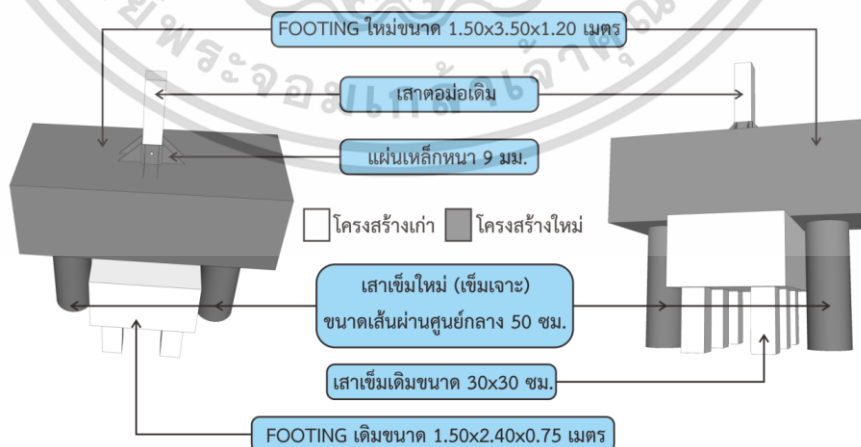 FOOTING ใหม่ขนาด 1.50x3.50x1.20 เมตร
เสาตอม่อเดิม
แผ่นเหล็กหนา 9 มม.
โครงสร้างเก่า โครงสร้างใหม่
เสาเข็มใหม่ (เข็มเจาะ)
ขนาดเส้นผ่านศูนย์กลาง 50 ซม.
เสาเข็มเดิมขนาด 30x30 ซม.
FOOTING เดิมขนาด 1.50x2.40x0.75 เมตร